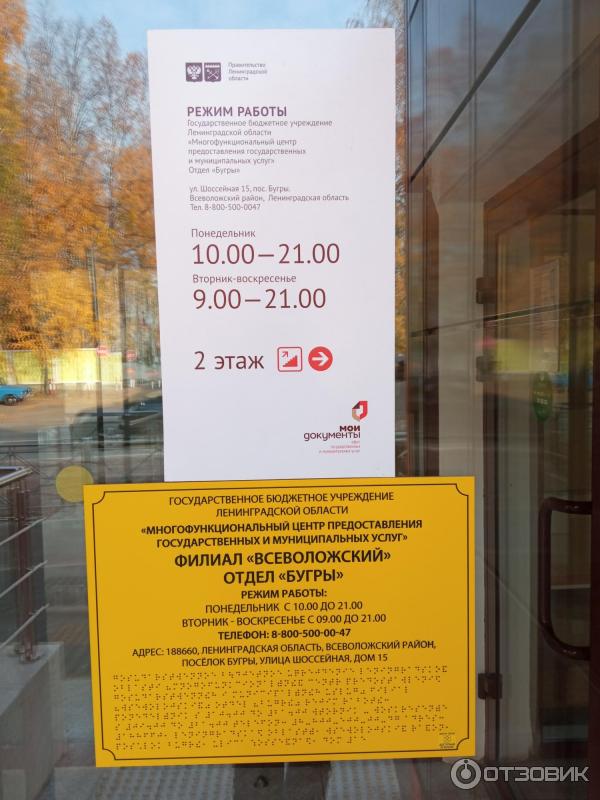 Правительство
Ленинградской
области
РЕЖИМ РАБОТЫ
Государственное бюджетное учреждение
Ленинградской области
«Многофункциональный центр
предоставления государственных
и муниципальных услуг»
Отдел «Бугры»
ул. Шоссейная 15, пос. Бугры.
Всеволожский район, Ленинградская область
Тел. 8-800-500-0047
Понедельник
10.00—21.00
Вторник-воскресенье
9.00—21.00
2 этаж
мои
документы
офис
государственных
и муниципальных услуг
ГОСУДАРСТВЕННОЕ БЮДЖЕТНОЕ УЧРЕЖДЕНИЕ
ЛЕНИНГРАДСКОЙ ОБЛАСТИ
«МНОГОФУНКЦИОНАЛЬНЫЙ ЦЕНТР ПРЕДОСТАВЛЕНИЯ
ГОСУДАРСТВЕННЫХ И МУНИЦИПАЛЬНЫХ УСЛУГ»
ФИЛИАЛ «ВСЕВОЛОЖСКИЙ»
ОТДЕЛ «БУГРЫ»
РЕЖИМ РАБОТЫ:
ПОНЕДЕЛЬНИК С 10.00 ДО 21.00
ВТОРНИК - ВОСКРЕСЕНЬЕ С 09.00 ДО 21.00
ТЕЛЕФОН: 8-800-500-00-47
АДРЕС: 188660, ЛЕНИНГРАДСКАЯ ОБЛАСТЬ, ВСЕВОЛОЖСКИЙ РАЙОН,
ПОСЁЛОК БУГРЫ, УЛИЦА ШОССЕЙНАЯ, ДОМ 15
ОТЗОВИК